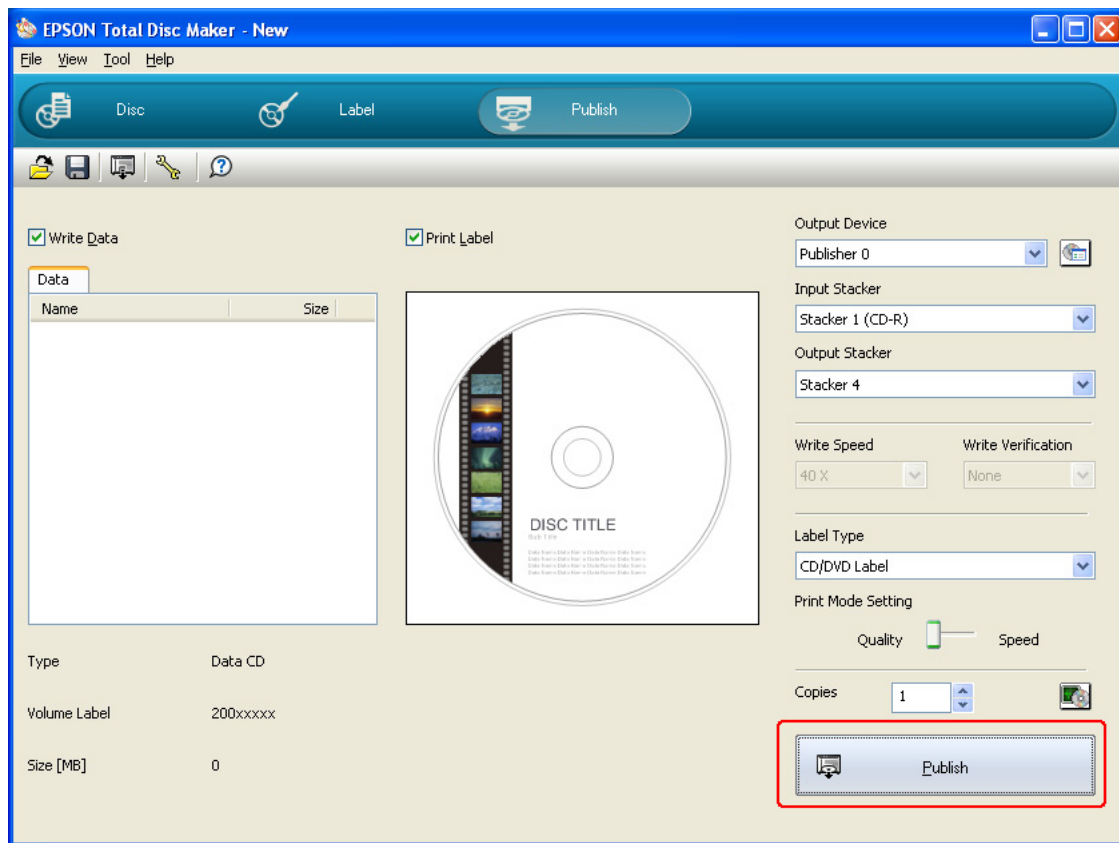 EPSON Total Disc Maker - New
File View Tool Help
Disc Label Publish
Write Data
Print Label
Data
Name Size
DISC TITLE
Sub Title
Type Data CD
Volume Label 200xxxxx
Size [MB] 0
Output Device
Publisher 0
Input Stacker
Stacker 1 (CD-R)
Output Stacker
Stacker 4
Write Speed Write Verification
40 X None
Label Type
CD/DVD Label
Print Mode Setting
Quality Speed
Copies 1
Publish